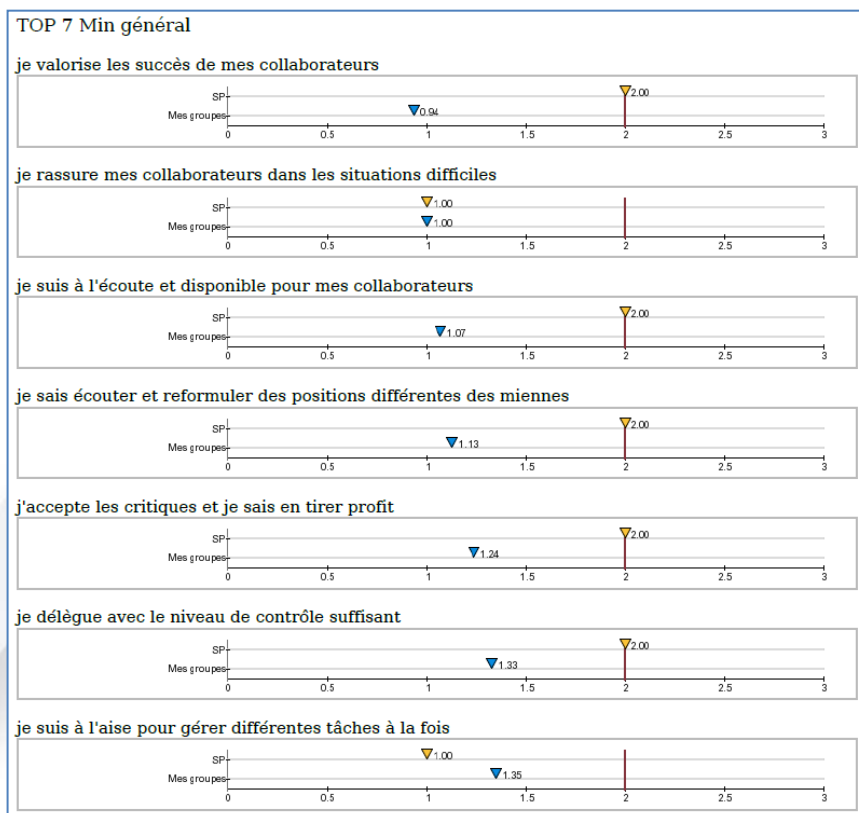 TOP 7 Min général
je valorise les succès de mes collaborateurs
SP
2.00
Mes groupes
0.94
0 0.5 1 1.5 2 2.5 3
je rassure mes collaborateurs dans les situations difficiles
SP
1.00
Mes groupes
1.00
0 0.5 1 1.5 2 2.5 3
je suis à l'écoute et disponible pour mes collaborateurs
SP
2.00
Mes groupes
1.07
0 0.5 1 1.5 2 2.5 3
je sais écouter et reformuler des positions différentes des miennes
SP
2.00
Mes groupes
1.13
0 0.5 1 1.5 2 2.5 3
j'accepte les critiques et je sais en tirer profit
SP
2.00
Mes groupes
1.24
0 0.5 1 1.5 2 2.5 3
je délègue avec le niveau de contrôle suffisant
SP
2.00
Mes groupes
1.33
0 0.5 1 1.5 2 2.5 3
je suis à l'aise pour gérer différentes tâches à la fois
SP
1.00
Mes groupes
1.35
0 0.5 1 1.5 2 2.5 3